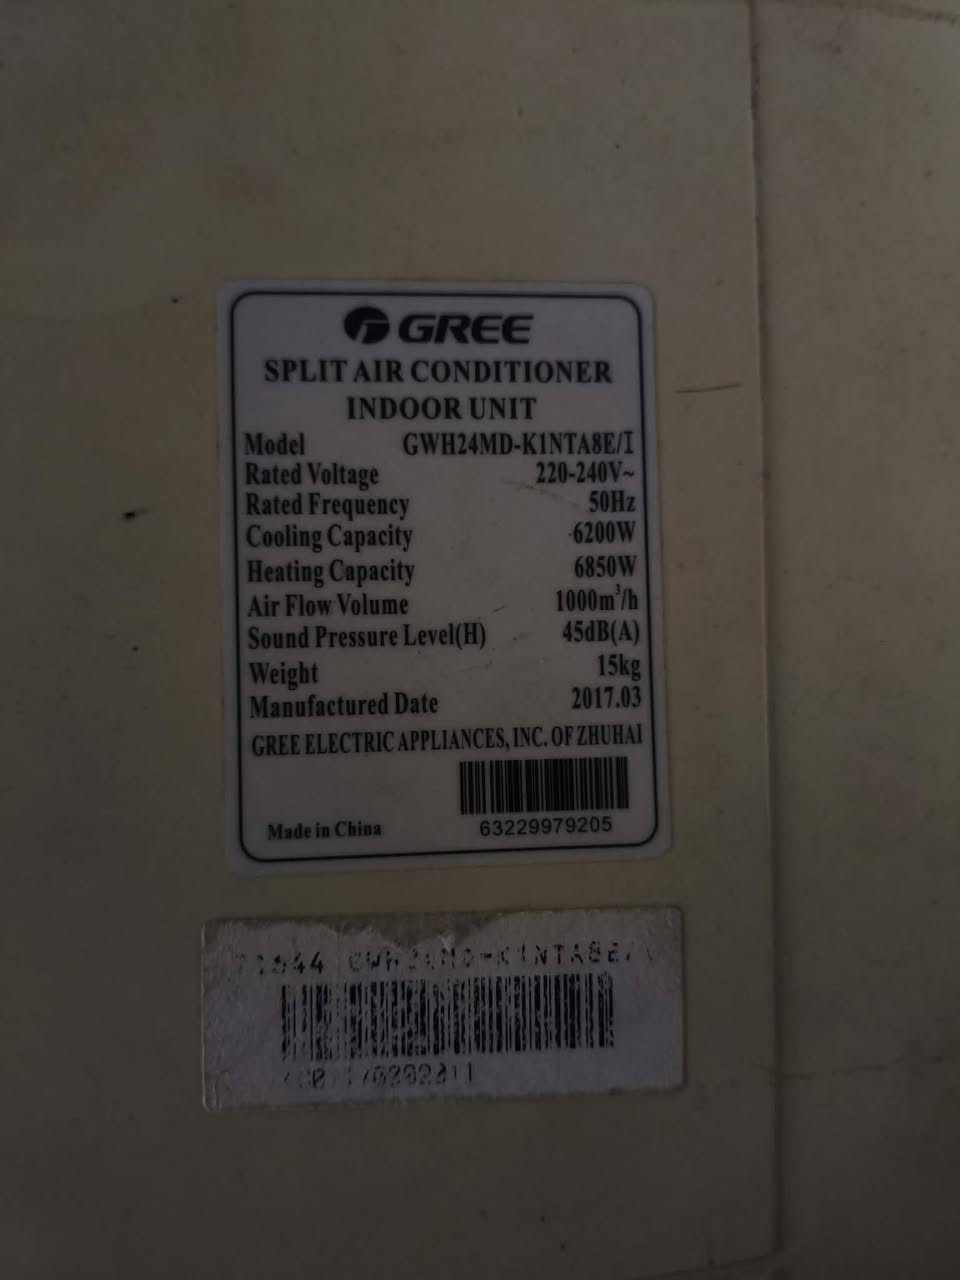 GREE
SPLIT AIR CONDITIONER
INDOOR UNIT
Model GWH24MD-K1NTA8E/I
Rated Voltage 220-240V~
Rated Frequency 50Hz
Cooling Capacity 6200W
Heating Capacity 6850W
Air Flow Volume 1000m³/h
Sound Pressure Level(H) 45dB(A)
Weight 15kg
Manufactured Date 2017.03
GREE ELECTRIC APPLIANCES, INC. OF ZHUHAI
Made in China 63229979205